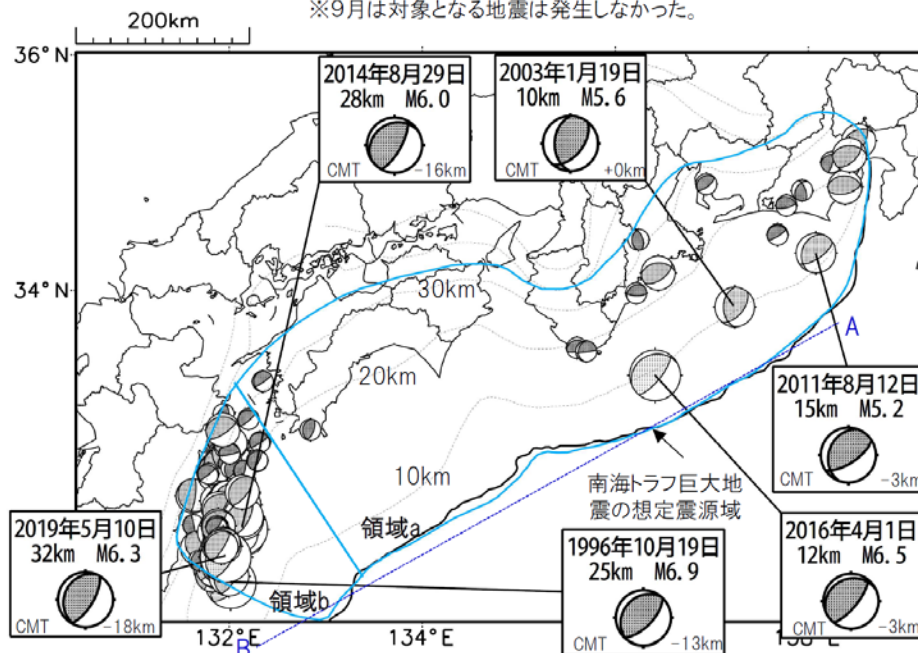 ※9月は対象となる地震は発生しなかった。
200km
36°N
2014年8月29日
28km M6.0
CMT -16km
2003年1月19日
10km M5.6
CMT +0km
34°N
30km
20km
10km
A
2011年8月12日
15km M5.2
CMT -3km
南海トラフ巨大地
震の想定震源域
領域a
領域b
2019年5月10日
32km M6.3
CMT -18km
1996年10月19日
25km M6.9
CMT -13km
2016年4月1日
12km M6.5
CMT -3km
B
132°E
134°E